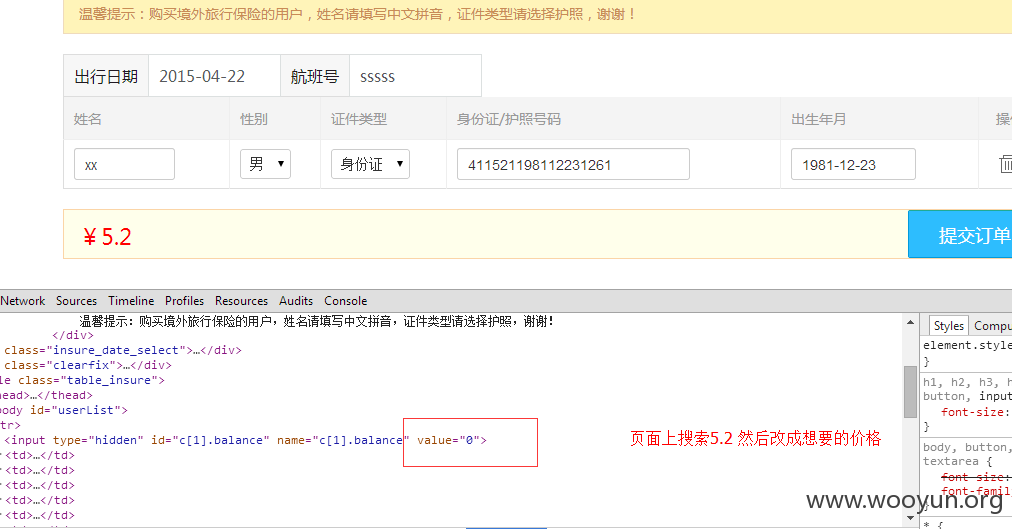 温馨提示：购买境外旅行保险的用户，姓名请填写中文拼音，证件类型请选择护照，谢谢！
出行日期 2015-04-22 航班号 sssss
姓名 性别 证件类型 身份证/护照号码 出生年月 操
xx 男 身份证 411521198112231261 1981-12-23
¥ 5.2 提交订单
Network Sources Timeline Profiles Resources Audits Console
温馨提示：购买境外旅行保险的用户，姓名请填写中文拼音，证件类型请选择护照，谢谢！
</div>
class="insure_date_select">…</div>
class="clearfix">…</div>
le class="table_insure">
head>…</thead>
body id="userList">
tr>
<input type="hidden" id="c[1].balance" name="c[1].balance" value="0">
<td>…</td>
<td>…</td>
<td>…</td>
<td>…</td>
<td>…</td>
页面上搜索5.2 然后改成想要的价格
Styles Compu
element.style
}
h1, h2, h3, h
button, input
font-size:
}
body, button,
textarea {
font-size:
font-famil
}
* {
www.wooyun.org